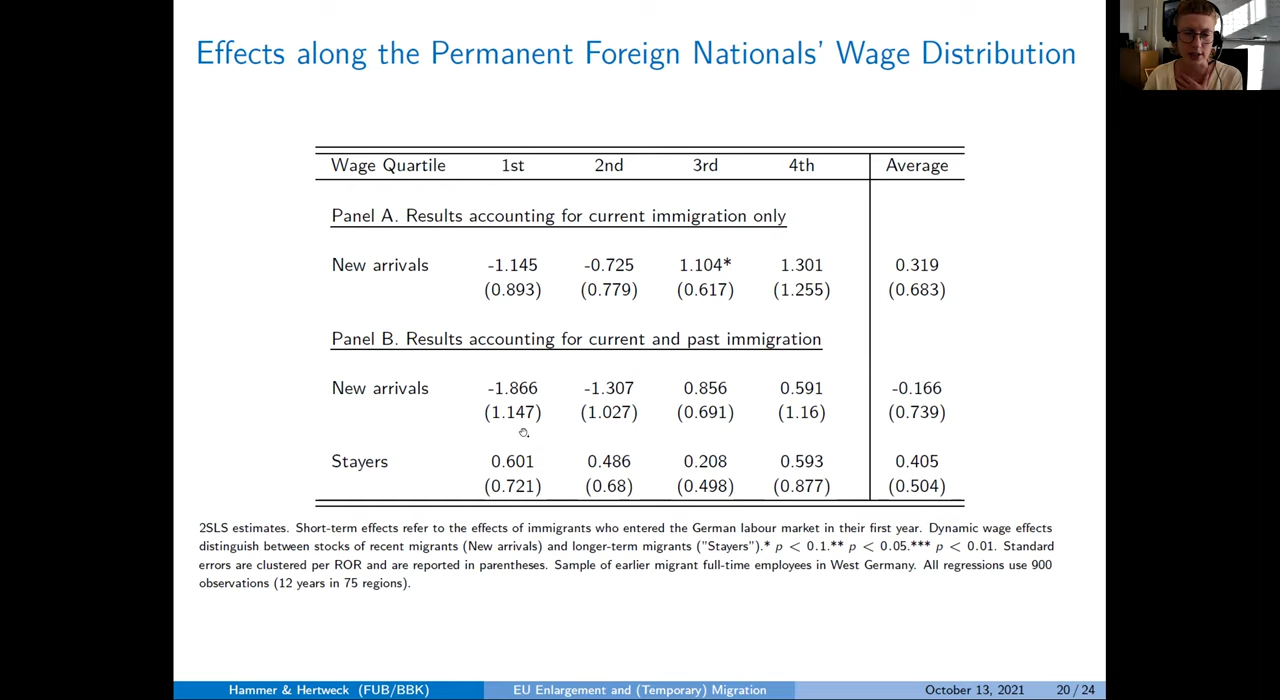 Effects along the Permanent Foreign Nationals' Wage Distribution
Wage Quartile 1st 2nd 3rd 4th Average
Panel A. Results accounting for current immigration only
New arrivals -1.145 -0.725 1.104* 1.301 0.319
(0.893) (0.779) (0.617) (1.255) (0.683)
Panel B. Results accounting for current and past immigration
New arrivals -1.866 -1.307 0.856 0.591 -0.166
(1.147) (1.027) (0.691) (1.16) (0.739)
Stayers 0.601 0.486 0.208 0.593 0.405
(0.721) (0.68) (0.498) (0.877) (0.504)
2SLS estimates. Short-term effects refer to the effects of immigrants who entered the German labour market in their first year. Dynamic wage effects
distinguish between stocks of recent migrants (New arrivals) and longer-term migrants ("Stayers").* p < 0.1.** p < 0.05.*** p < 0.01. Standard
errors are clustered per ROR and are reported in parentheses. Sample of earlier migrant full-time employees in West Germany. All regressions use 900
observations (12 years in 75 regions).
Hammer & Hertweck (FUB/BBK) EU Enlargement and (Temporary) Migration October 13, 2021 20 / 24